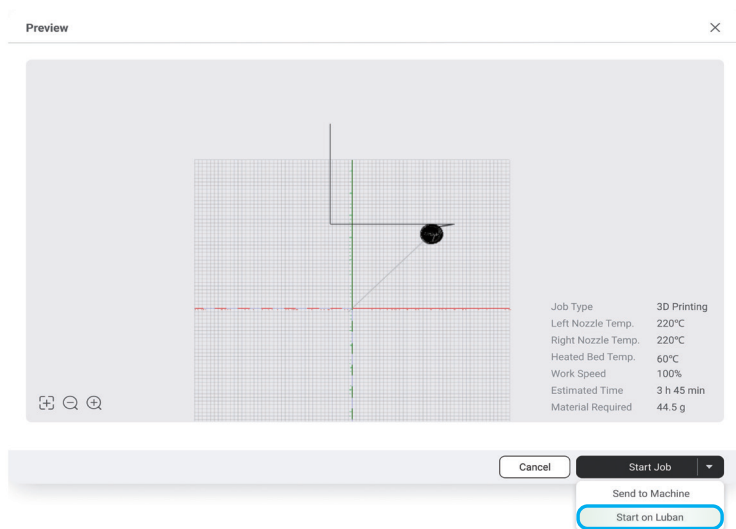 Preview
Job Type 3D Printing
Left Nozzle Temp. 220℃
Right Nozzle Temp. 220℃
Heated Bed Temp. 60℃
Work Speed 100%
Estimated Time 3 h 45 min
Material Required 44.5 g
Cancel Start Job
Send to Machine
Start on Luban